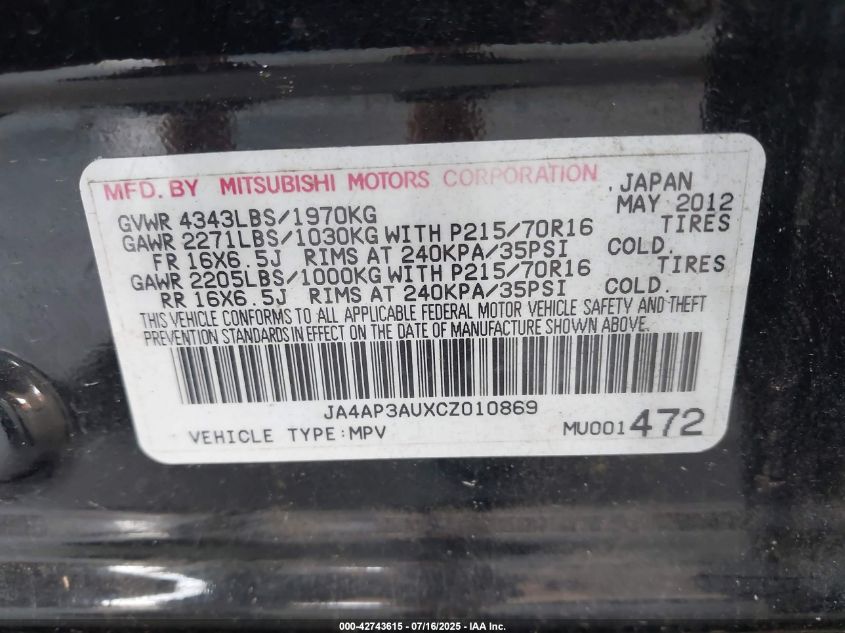 MFD. BY MITSUBISHI MOTORS CORPORATION , JAPAN
GVWR 4343LBS/1970KG MAY 2012
GAWR 2271LBS/1030KG WITH P215/70R16 TIRES
FR 16X6.5J RIMS AT 240KPA/35PSI COLD.
GAWR 2205LBS/1000KG WITH P215/70R16 TIRES
RR 16X6.5J RIMS AT 240KPA/35PSI COLD.
THIS VEHICLE CONFORMS TO ALL APPLICABLE FEDERAL MOTOR VEHICLE SAFETY AND THEFT
PREVENTION STANDARDS IN EFFECT ON THE DATE OF MANUFACTURE SHOWN ABOVE.
JA4AP3AUXCZ010869
VEHICLE TYPE:MPV MU001472
000-42743615 - 07/16/2025 - IAA Inc.